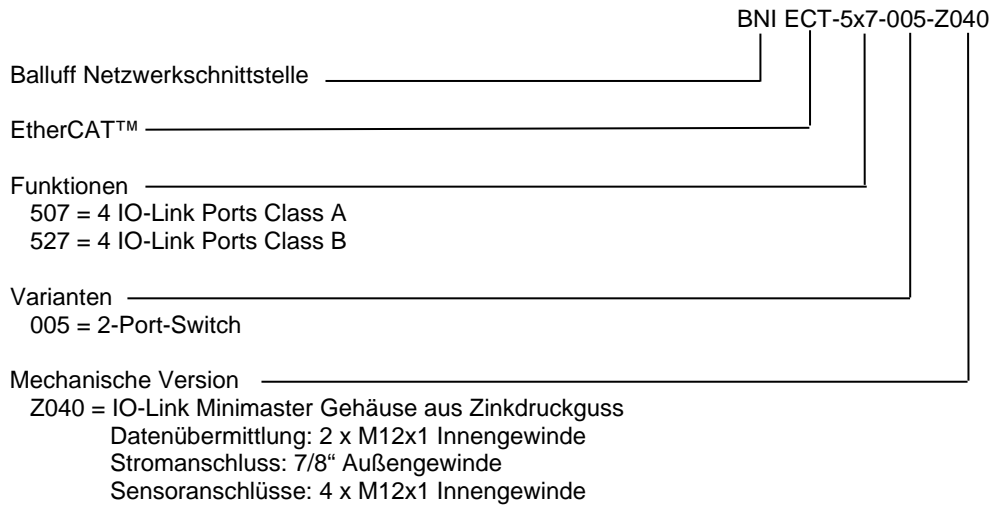 BNI ECT-5x7-005-Z040
Balluff Netzwerkschnittstelle
EtherCAT™
Funktionen
507 = 4 IO-Link Ports Class A
527 = 4 IO-Link Ports Class B
Varianten
005 = 2-Port-Switch
Mechanische Version
Z040 = IO-Link Minimaster Gehäuse aus Zinkdruckguss
Datenübermittlung: 2 x M12x1 Innengewinde
Stromanschluss: 7/8“ Außengewinde
Sensoranschlüsse: 4 x M12x1 Innengewinde